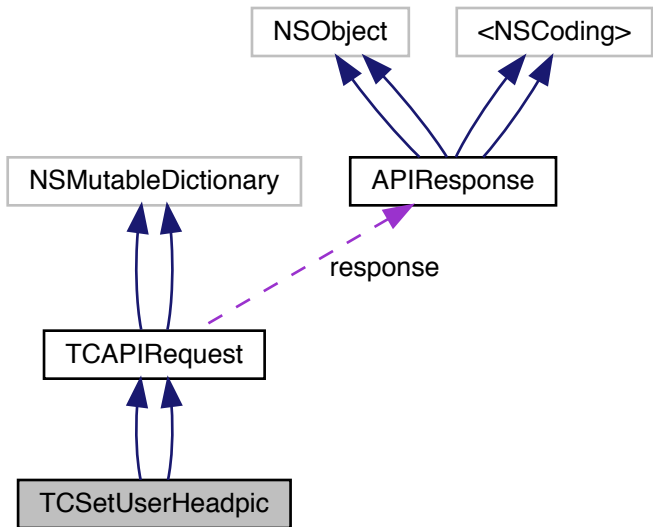 NSObject
<NSCoding>
NSMutableDictionary
APIResponse
response
TCAPIRequest
TCSetUserHeadpic